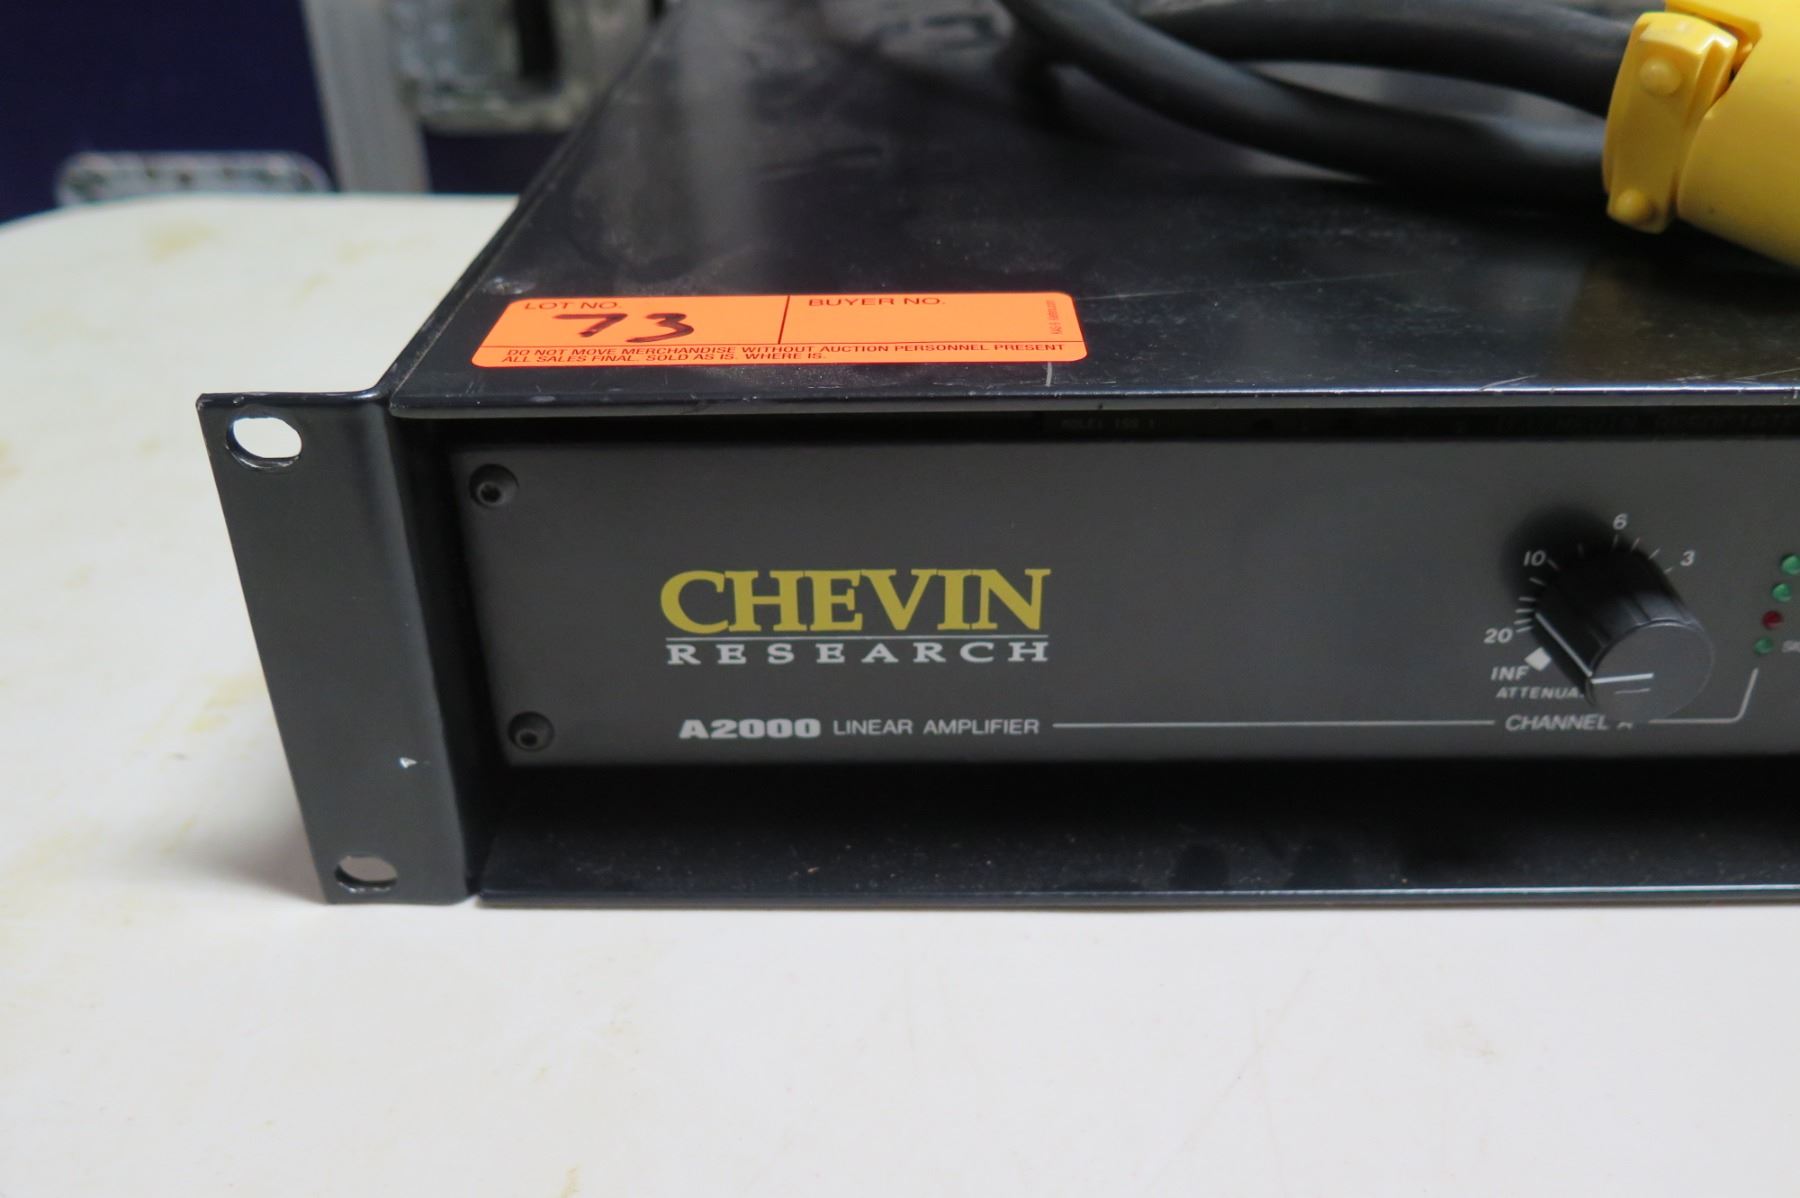 LOT NO. BUYER NO.
73
DO NOT MOVE MERCHANDISE WITHOUT AUCTION PERSONNEL PRESENT
ALL SALES FINAL. SOLD AS IS. WHERE IS.
CHEVIN
RESEARCH
A2000 LINEAR AMPLIFIER
6
10 3
20
INF
CHANNEL A